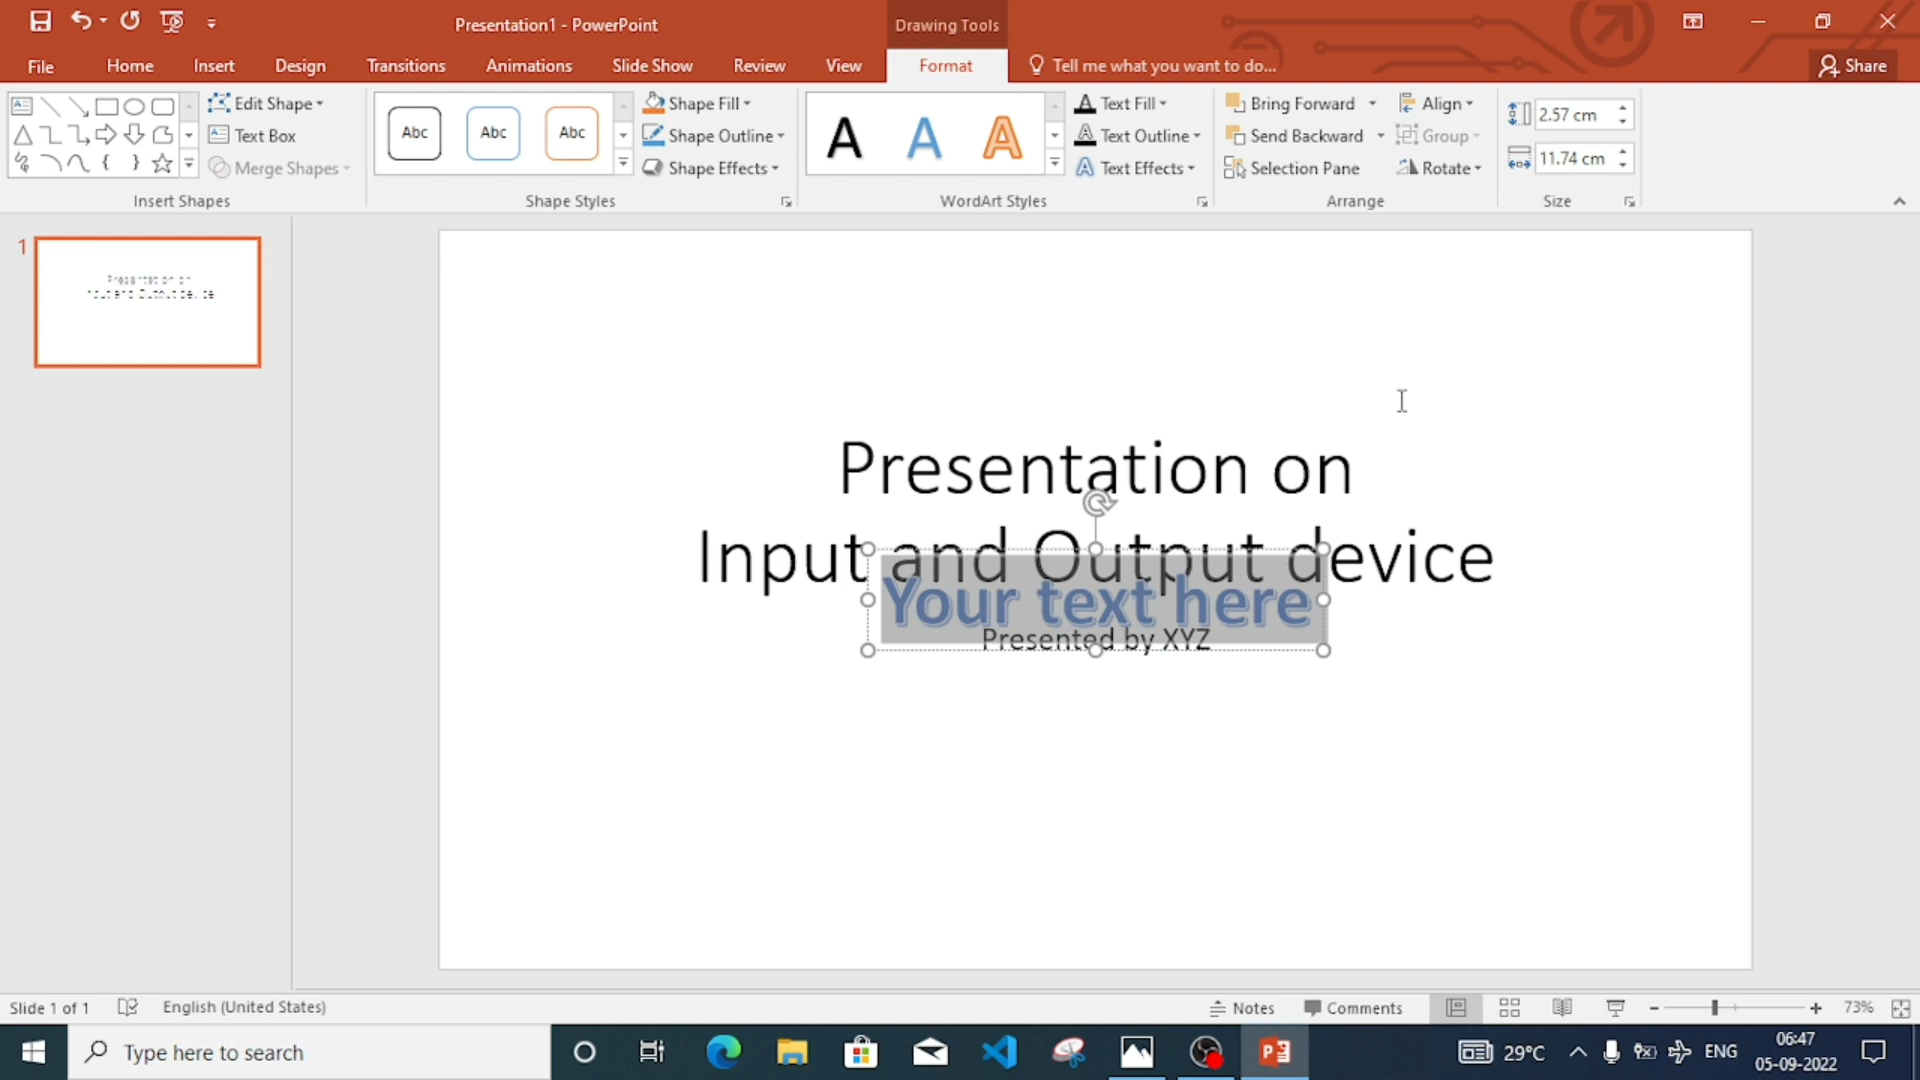 Presentation1 - PowerPoint
Drawing Tools
File Home Insert Design Transitions Animations Slide Show Review View Format Tell me what you want to do... Share
Edit Shape
Text Box
Merge Shapes
Insert Shapes
Abc Abc Abc
Shape Fill
Shape Outline
Shape Effects
Shape Styles
A A A
Text Fill
Text Outline
Text Effects
WordArt Styles
Bring Forward
Send Backward
Selection Pane
Align
Group
Rotate
Arrange
2.57 cm
11.74 cm
Size
1
Presentation on
Input and Output device
Presentation on
Input and Output device
Your text here
Presented by XYZ
Slide 1 of 1 English (United States) Notes Comments 73%
Type here to search
29°C ENG
06:47
05-09-2022